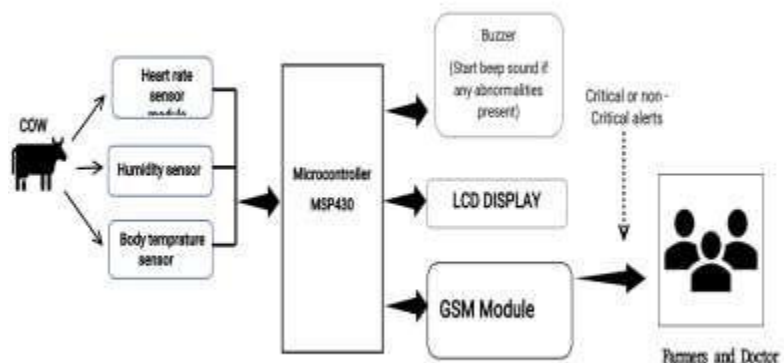 COW
Heart rate
sensor
module
Humidity sensor
Body temprature
sensor
Microcontroller
MSP430
Buzzer
(Start beep sound if
any abnormalities
present)
LCD DISPLAY
GSM Module
Critical or non -
Critical alerts
Farmers and Doctor